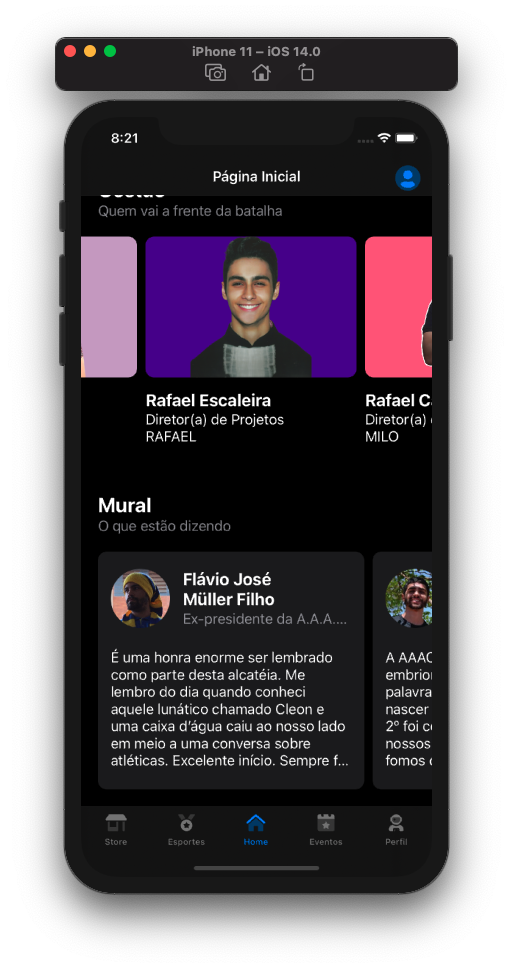 iPhone 11 – iOS 14.0
8:21
Página Inicial
Quem vai a frente da batalha
Rafael Escaleira
Diretor(a) de Projetos
RAFAEL
Rafael C
Diretor(a)
MILO
Mural
O que estão dizendo
Flávio José
Müller Filho
Ex-presidente da A.A.A....
É uma honra enorme ser lembrado
como parte desta alcatéia. Me
lembro do dia quando conheci
aquele lunático chamado Cleon e
uma caixa d’água caiu ao nosso lado
em meio a uma conversa sobre
atléticas. Excelente início. Sempre f...
A AAAC
embrion
palavra
nascer
2º foi c
nossos
fomos
Store
Esportes
Home
Eventos
Perfil